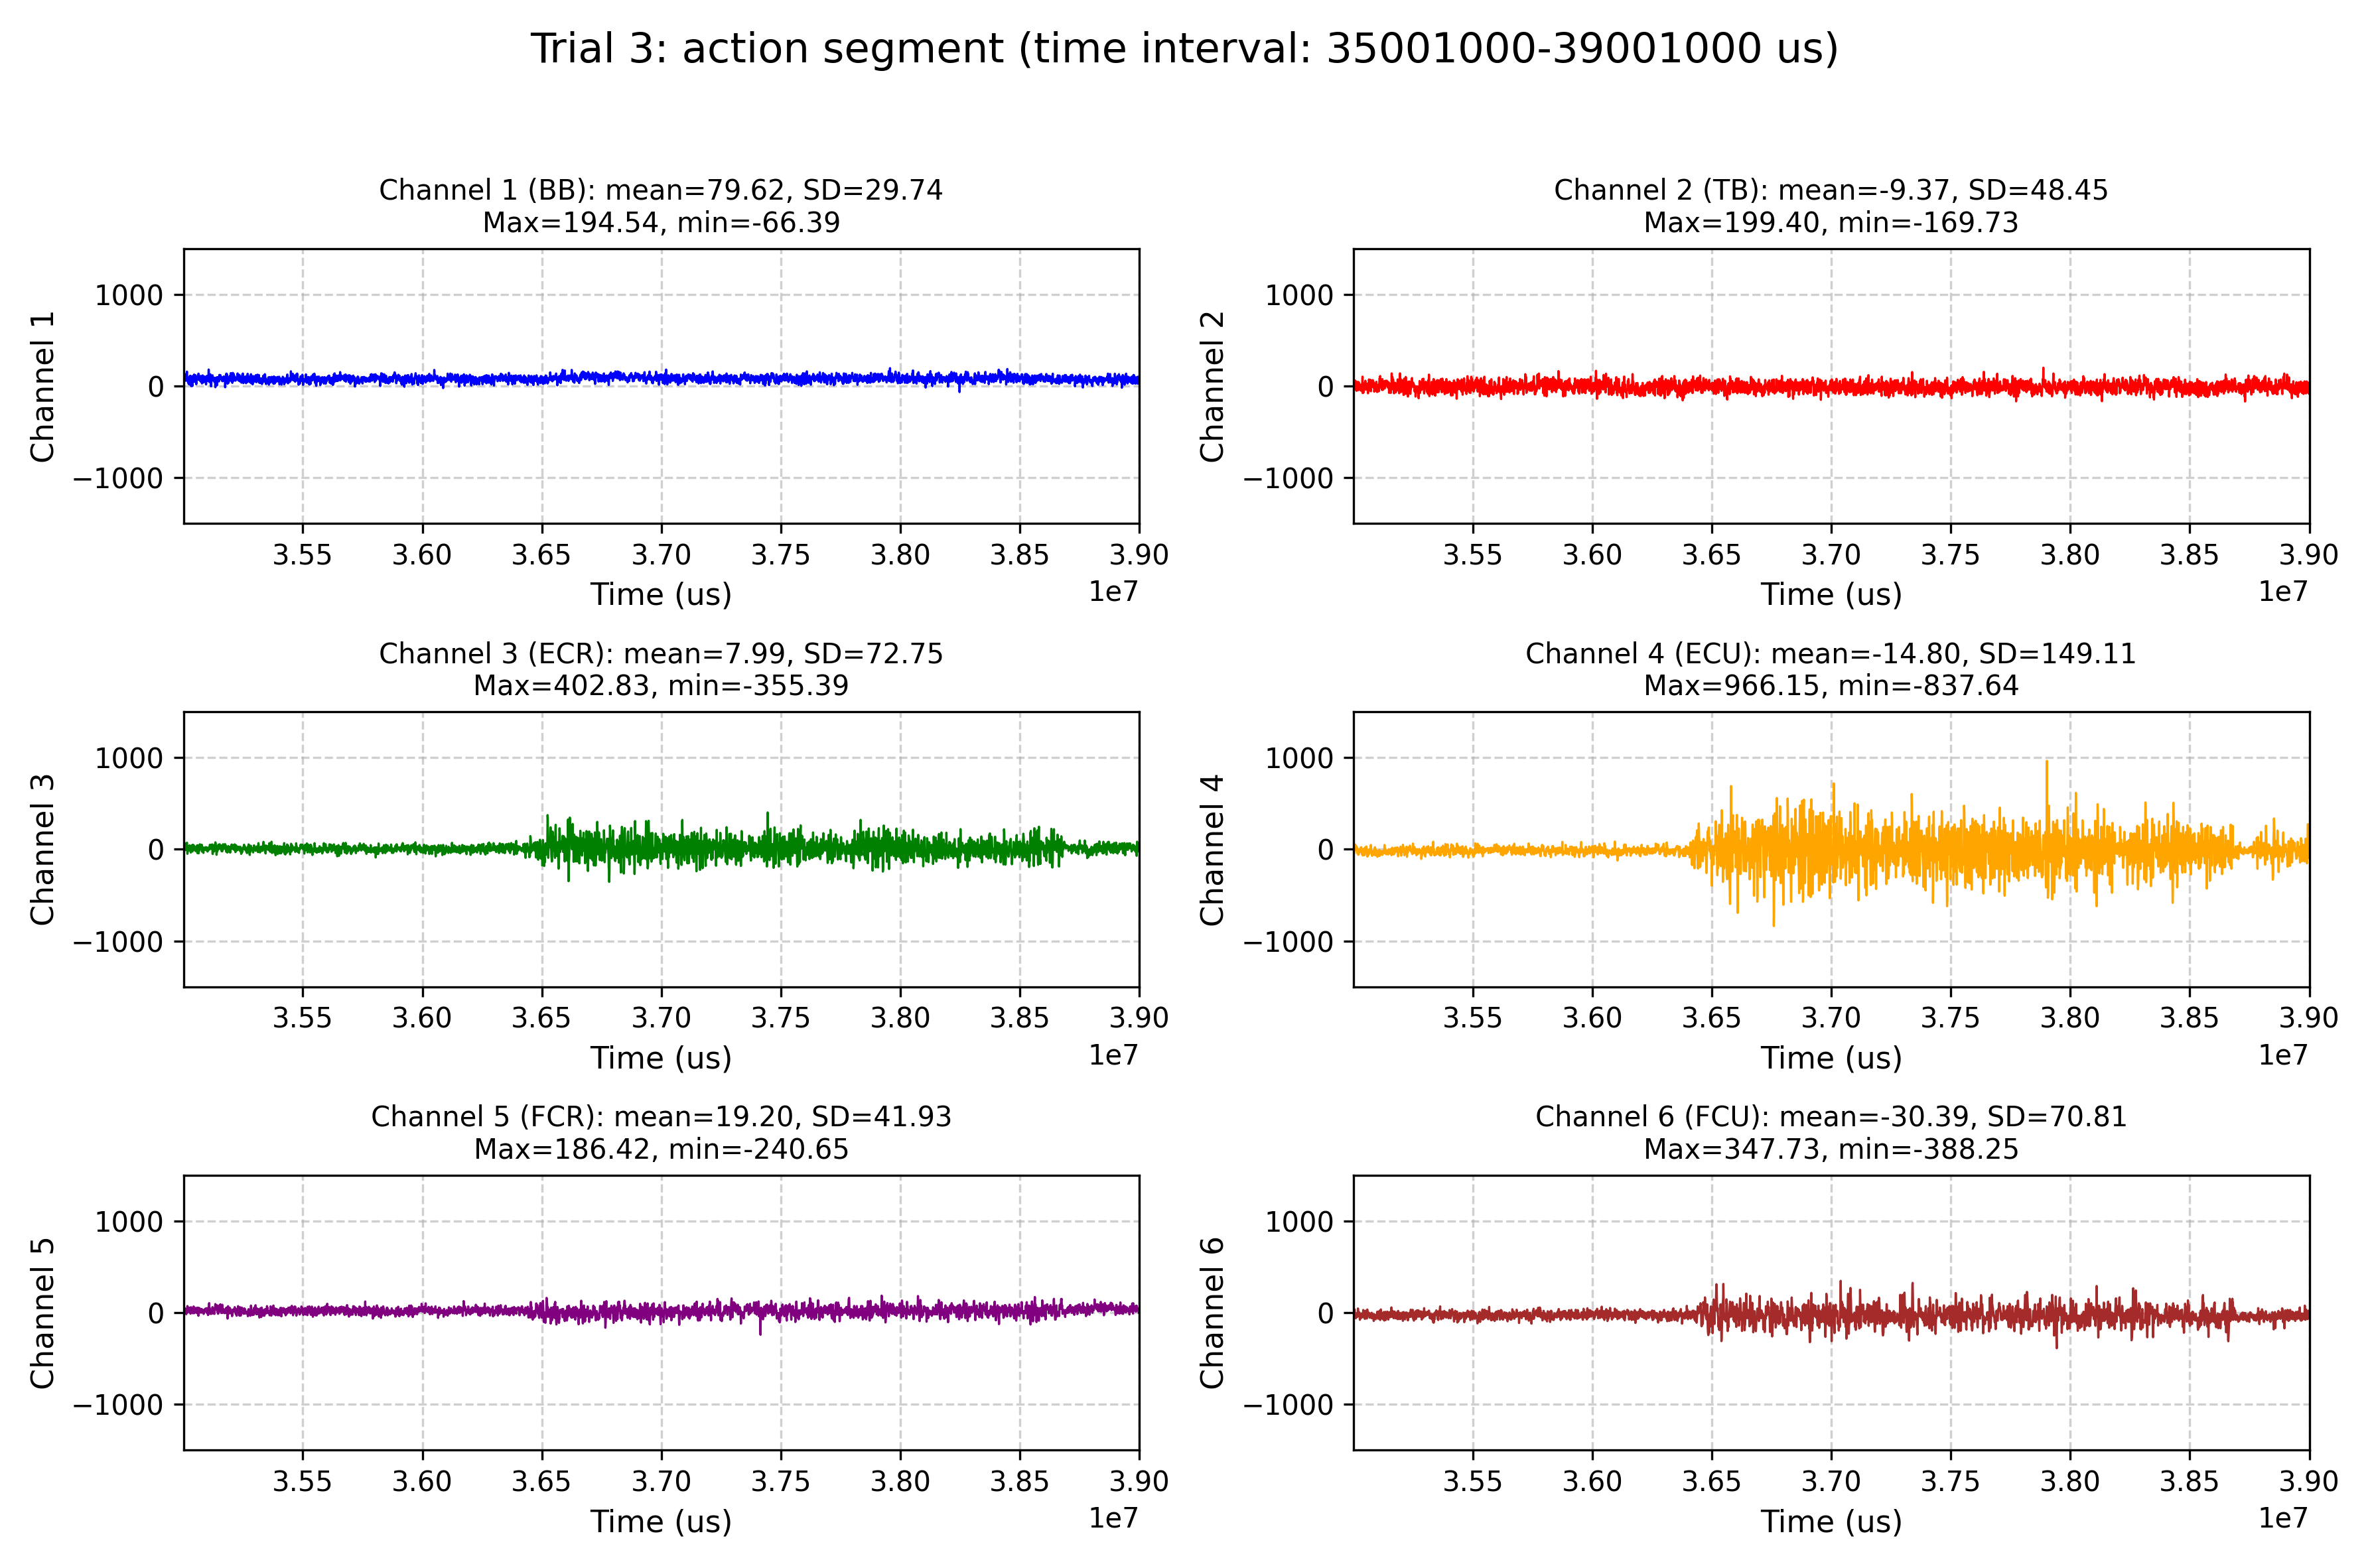 Trial 3: action segment (time interval: 35001000-39001000 us)
Channel 1 (BB): mean=79.62, SD=29.74
Max=194.54, min=-66.39
Channel 1
1000
0
−1000
3.55 3.60 3.65 3.70 3.75 3.80 3.85 3.90
1e7
Time (us)
Channel 2 (TB): mean=-9.37, SD=48.45
Max=199.40, min=-169.73
Channel 2
1000
0
−1000
3.55 3.60 3.65 3.70 3.75 3.80 3.85 3.90
1e7
Time (us)
Channel 3 (ECR): mean=7.99, SD=72.75
Max=402.83, min=-355.39
Channel 3
1000
0
−1000
3.55 3.60 3.65 3.70 3.75 3.80 3.85 3.90
1e7
Time (us)
Channel 4 (ECU): mean=-14.80, SD=149.11
Max=966.15, min=-837.64
Channel 4
1000
0
−1000
3.55 3.60 3.65 3.70 3.75 3.80 3.85 3.90
1e7
Time (us)
Channel 5 (FCR): mean=19.20, SD=41.93
Max=186.42, min=-240.65
Channel 5
1000
0
−1000
3.55 3.60 3.65 3.70 3.75 3.80 3.85 3.90
1e7
Time (us)
Channel 6 (FCU): mean=-30.39, SD=70.81
Max=347.73, min=-388.25
Channel 6
1000
0
−1000
3.55 3.60 3.65 3.70 3.75 3.80 3.85 3.90
1e7
Time (us)